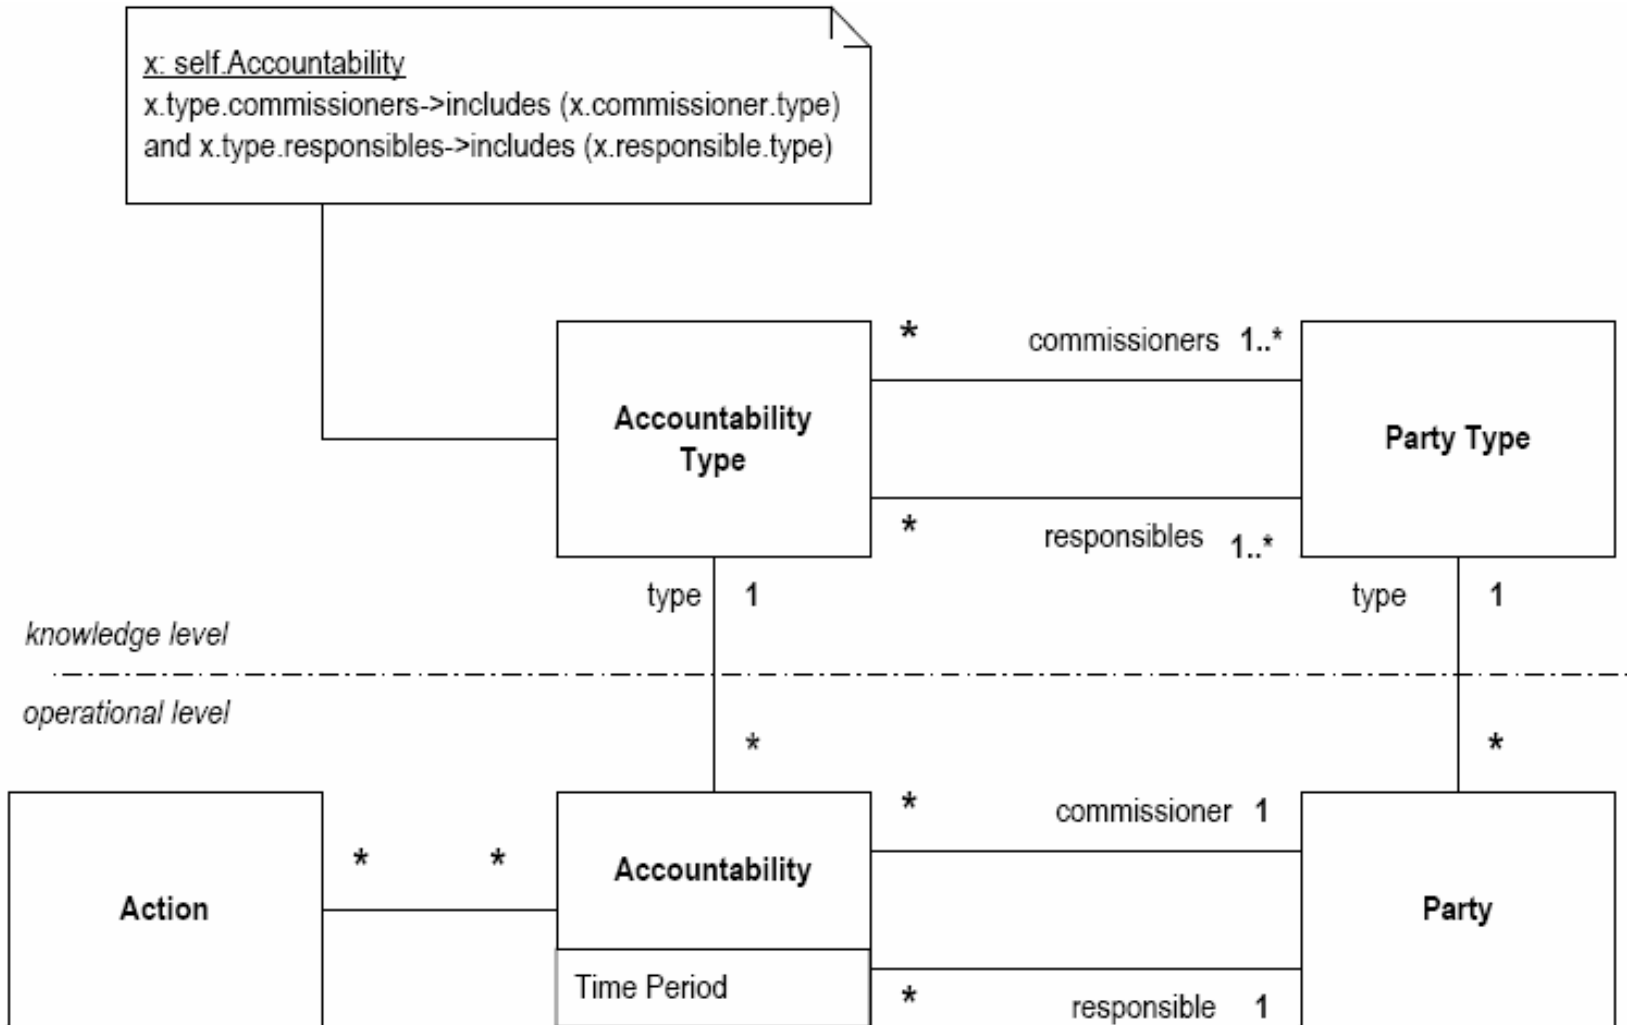 x: self.Accountability
x.type.commissioners->includes (x.commissioner.type)
and x.type.responsibles->includes (x.responsible.type)
* commissioners 1..*
Accountability
Type
Party Type
* responsibles 1..*
type 1
type 1
knowledge level
operational level
*
*
* commissioner 1
* *
Accountability
Action
Party
Time Period
* responsible 1